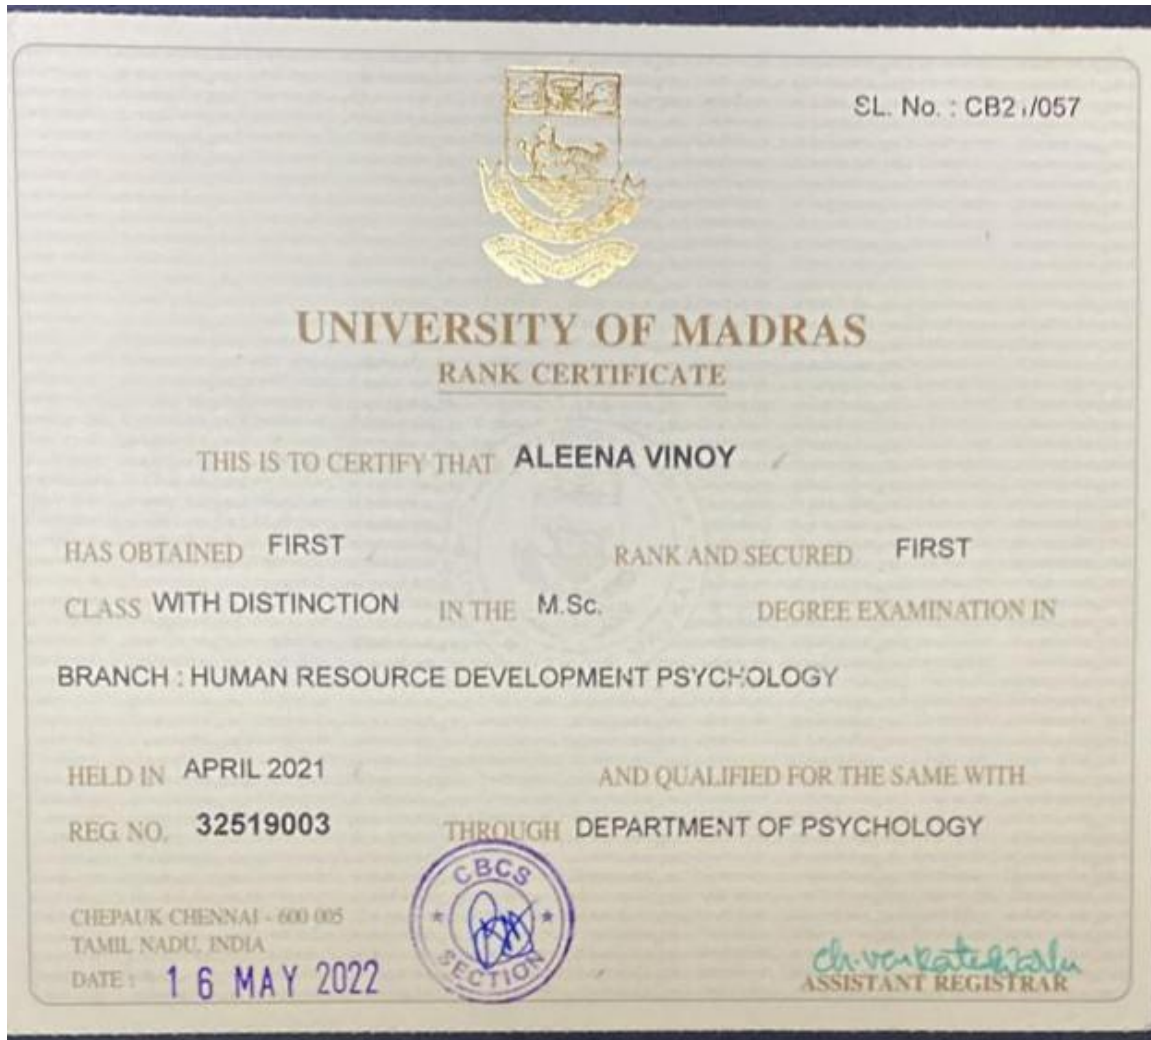 SL. No. : CB21/057
UNIVERSITY OF MADRAS
RANK CERTIFICATE
THIS IS TO CERTIFY THAT ALEENA VINOY
HAS OBTAINED FIRST RANK AND SECURED FIRST
CLASS WITH DISTINCTION IN THE M.Sc. DEGREE EXAMINATION IN
BRANCH : HUMAN RESOURCE DEVELOPMENT PSYCHOLOGY
HELD IN APRIL 2021 AND QUALIFIED FOR THE SAME WITH
REG. NO. 32519003 THROUGH DEPARTMENT OF PSYCHOLOGY
CBCS
SECTION
CHEPAUK CHENNAI - 600 005
TAMIL NADU, INDIA
DATE : 16 MAY 2022
ASSISTANT REGISTRAR